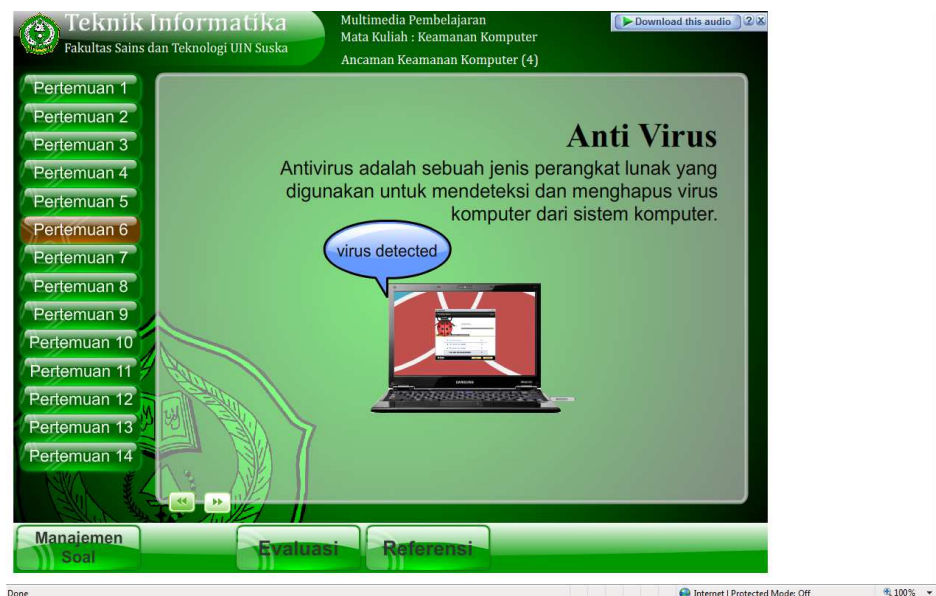 Teknik Informatika
Fakultas Sains dan Teknologi UIN Suska
Multimedia Pembelajaran
Mata Kuliah : Keamanan Komputer
Ancaman Keamanan Komputer (4)
Download this audio
Pertemuan 1
Pertemuan 2
Pertemuan 3
Pertemuan 4
Pertemuan 5
Pertemuan 6
Pertemuan 7
Pertemuan 8
Pertemuan 9
Pertemuan 10
Pertemuan 11
Pertemuan 12
Pertemuan 13
Pertemuan 14
Anti Virus
Antivirus adalah sebuah jenis perangkat lunak yang
digunakan untuk mendeteksi dan menghapus virus
komputer dari sistem komputer.
virus detected
SAMSUNG
Manajemen
Soal
Evaluasi
Referensi
Done
Internet | Protected Mode: Off
100%